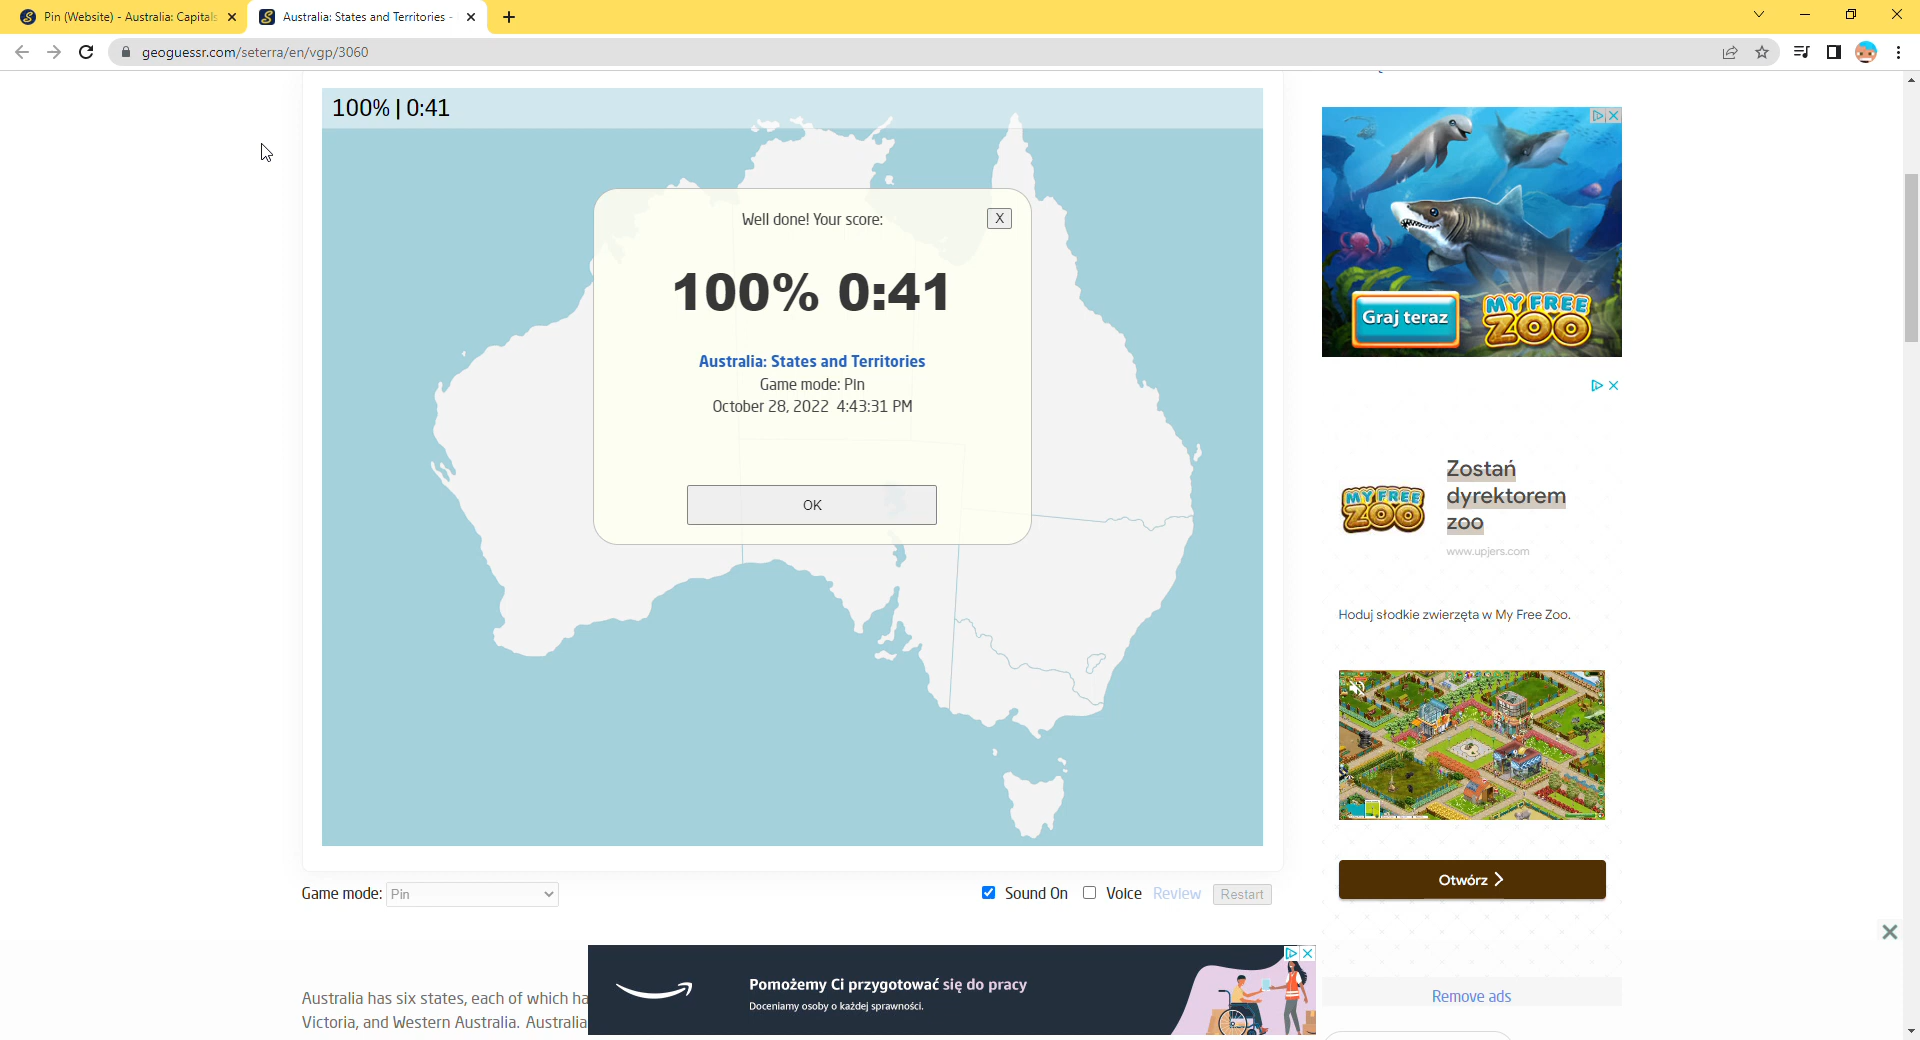 Pin (Website) - Australia: Capitals
Australia: States and Territories -
geoguessr.com/seterra/en/vgp/3060
100% | 0:41
Well done! Your score:
X
100% 0:41
Australia: States and Territories
Game mode: Pin
October 28, 2022 4:43:31 PM
OK
Graj teraz
MY FREE
ZOO
MY FREE
ZOO
Zostań
dyrektorem
zoo
www.upjers.com
Hoduj słodkie zwierzęta w My Free Zoo.
Otwórz
Game mode: Pin
Sound On
Voice
Review
Restart
Pomożemy Ci przygotować się do pracy
Doceniamy osoby o każdej sprawności.
Remove ads
Australia has six states, each of which ha
Victoria, and Western Australia. Australia